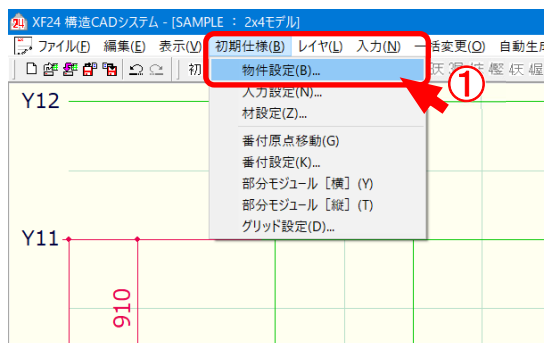 XF24 構造CADシステム - [SAMPLE : 2x4モデル]
ファイル(F) 編集(E) 表示(V) 初期仕様(B) レイヤ(L) 入力(N) 一括変更(O) 自動生成
初
物件設定(B)...
①
入力設定(N)...
材設定(Z)...
番付原点移動(G)
番付設定(K)...
部分モジュール［横］(Y)
部分モジュール［縦］(T)
グリッド設定(D)...
Y12
Y11
910